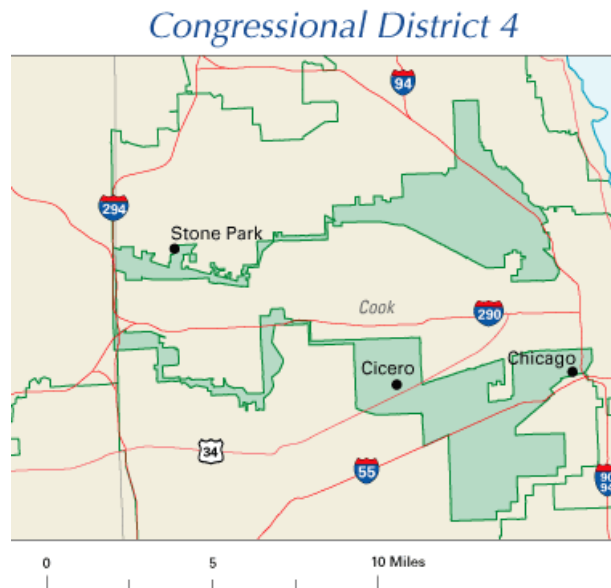 Congressional District 4
94
294
Stone Park
Cook
290
Cicero
Chicago
34
55
90
94
0 5 10 Miles